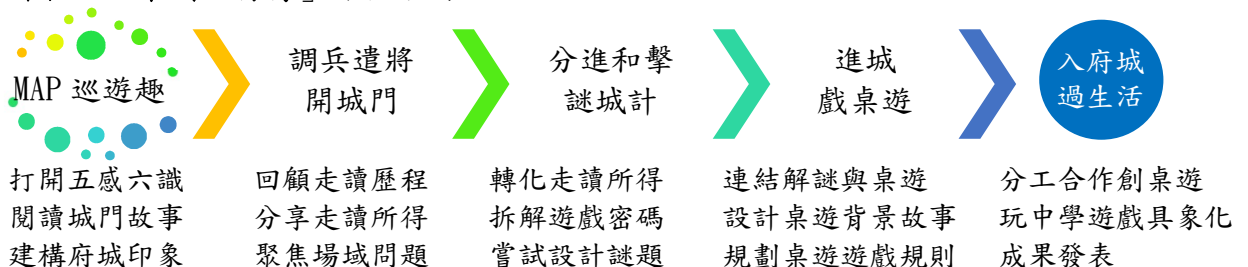 MAP 巡遊趣
調兵遣將
開城門
分進和擊
謎城計
進城
戲桌遊
入府城
過生活
打開五感六識
閱讀城門故事
建構府城印象
回顧走讀歷程
分享走讀所得
聚焦場域問題
轉化走讀所得
拆解遊戲密碼
嘗試設計謎題
連結解謎與桌遊
設計桌遊背景故事
規劃桌遊遊戲規則
分工合作創桌遊
玩中學遊戲具象化
成果發表